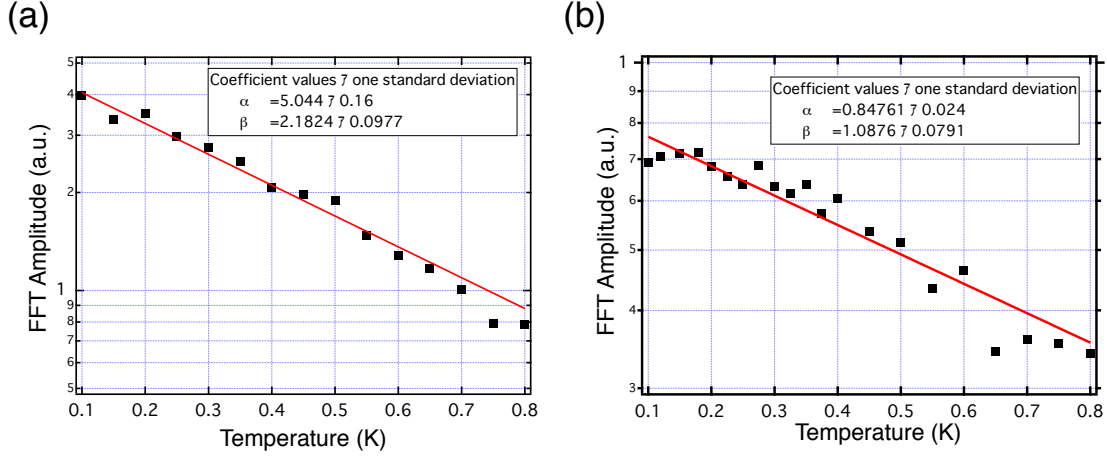 (a)
5
4
3
2
1
9
8
7
6
5
FFT Amplitude (a.u.)
Coefficient values 7 one standard deviation
α =5.044 7 0.16
β =2.1824 7 0.0977
0.1 0.2 0.3 0.4 0.5 0.6 0.7 0.8
Temperature (K)
(b)
1
9
8
7
6
5
4
3
FFT Amplitude (a.u.)
Coefficient values 7 one standard deviation
α =0.84761 7 0.024
β =1.0876 7 0.0791
0.1 0.2 0.3 0.4 0.5 0.6 0.7 0.8
Temperature (K)